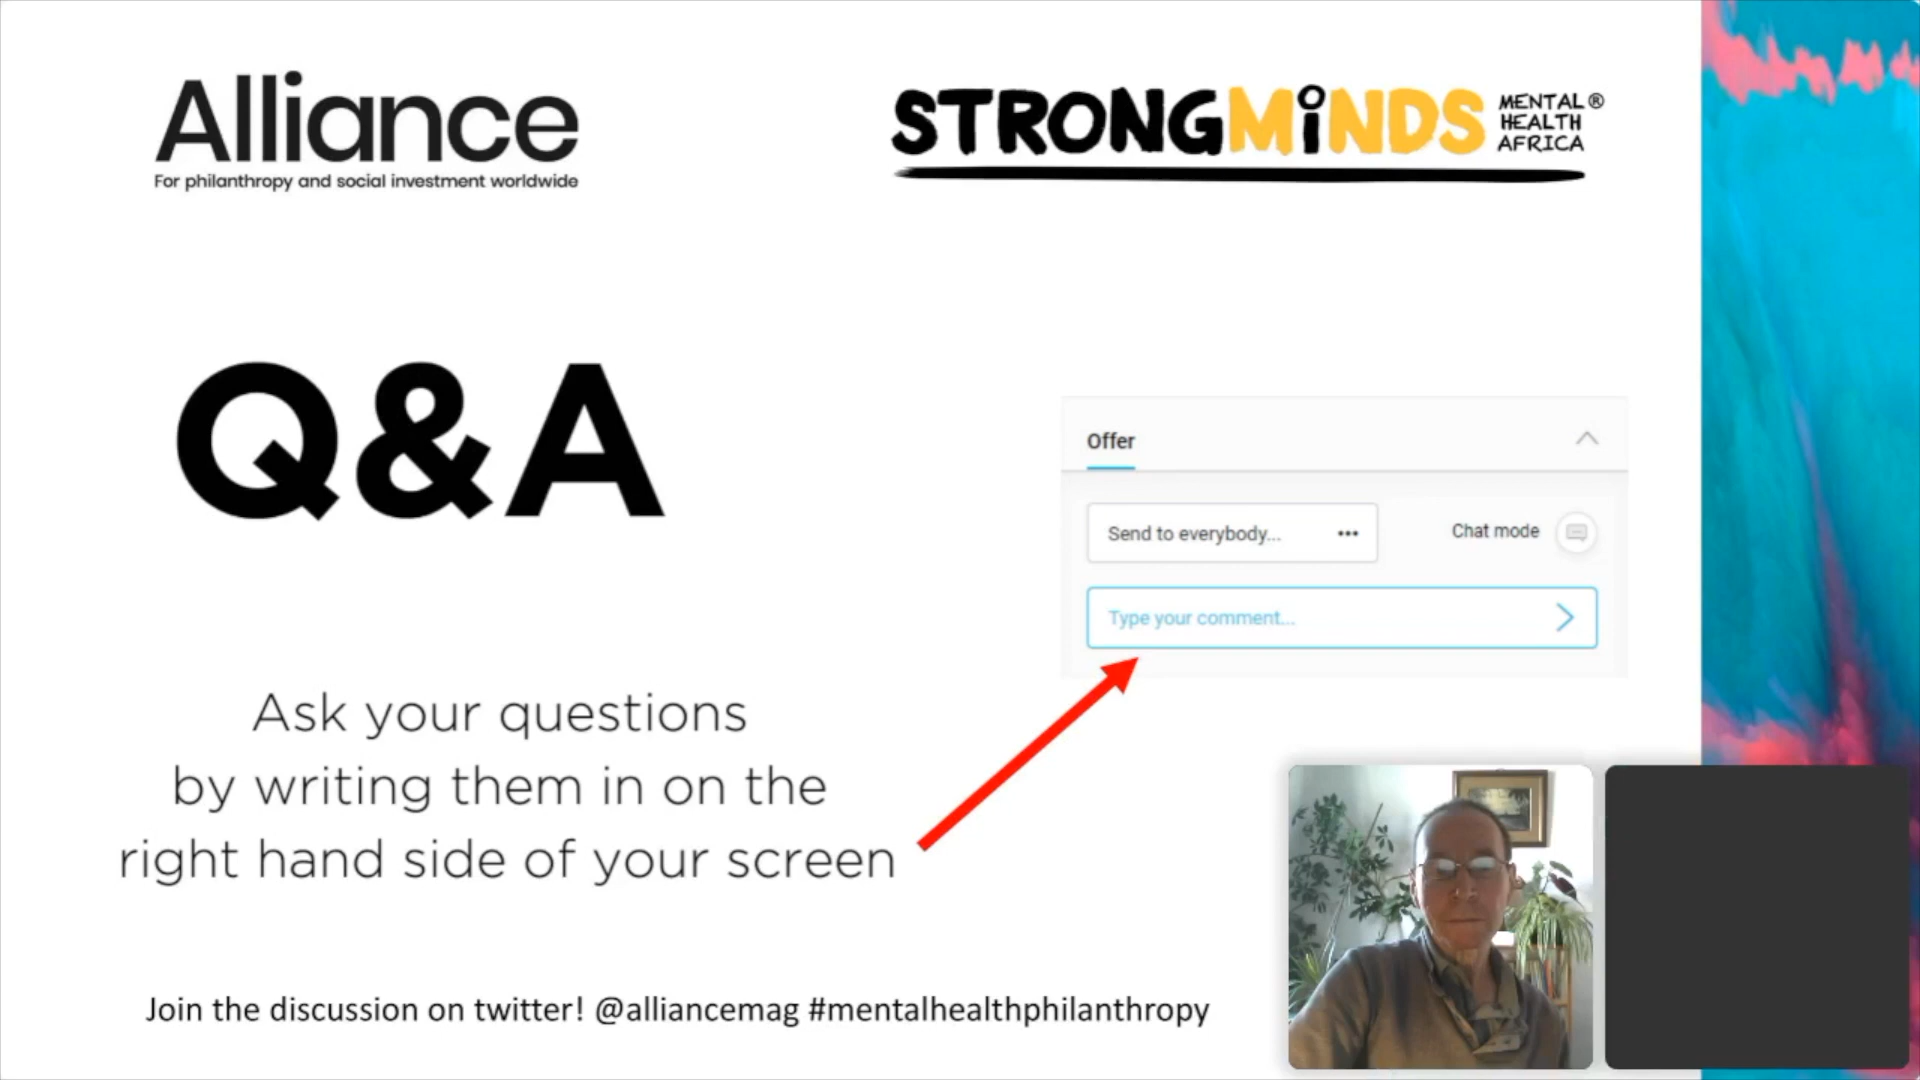 Alliance
For philanthropy and social investment worldwide
STRONGMiNDS
MENTAL®
HEALTH
AFRICA
Q&A
Offer
Send to everybody... •••
Chat mode
Type your comment...
Ask your questions
by writing them in on the
right hand side of your screen
Join the discussion on twitter! @alliancemag #mentalhealthphilanthropy